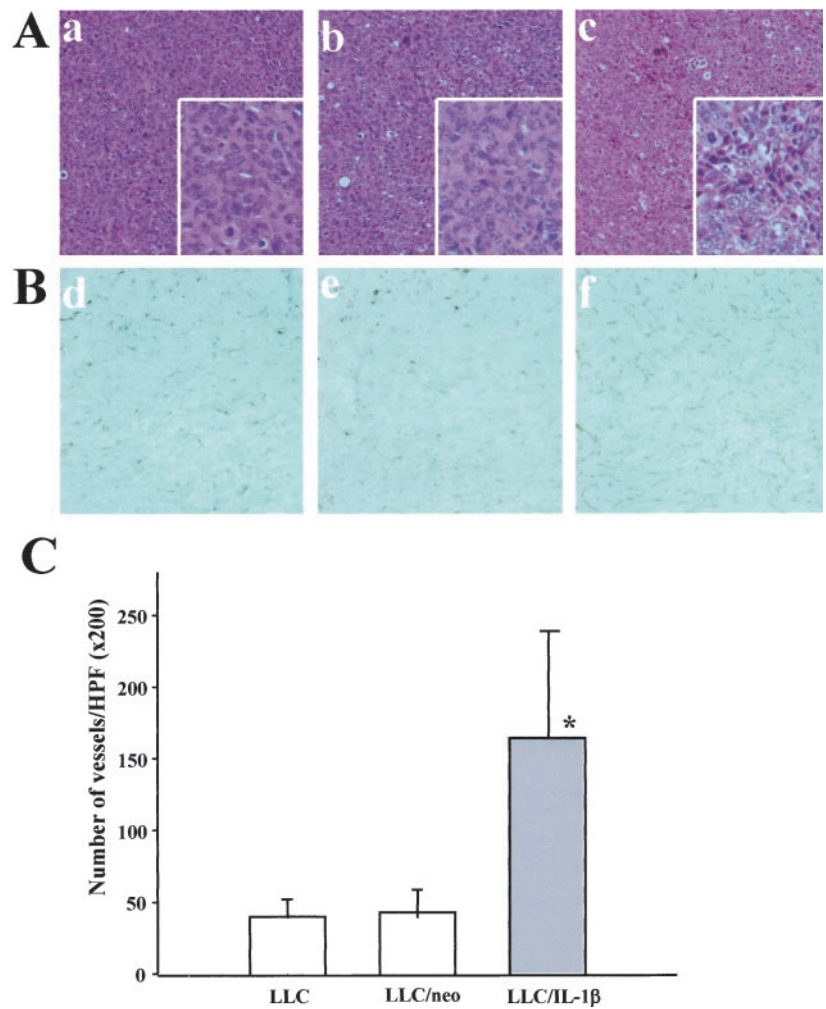 A
a
b
c
B
d
e
f
C
Number of vessels/HPF (x200)
250
200
150
100
50
0
*
LLC
LLC/neo
LLC/IL-1β